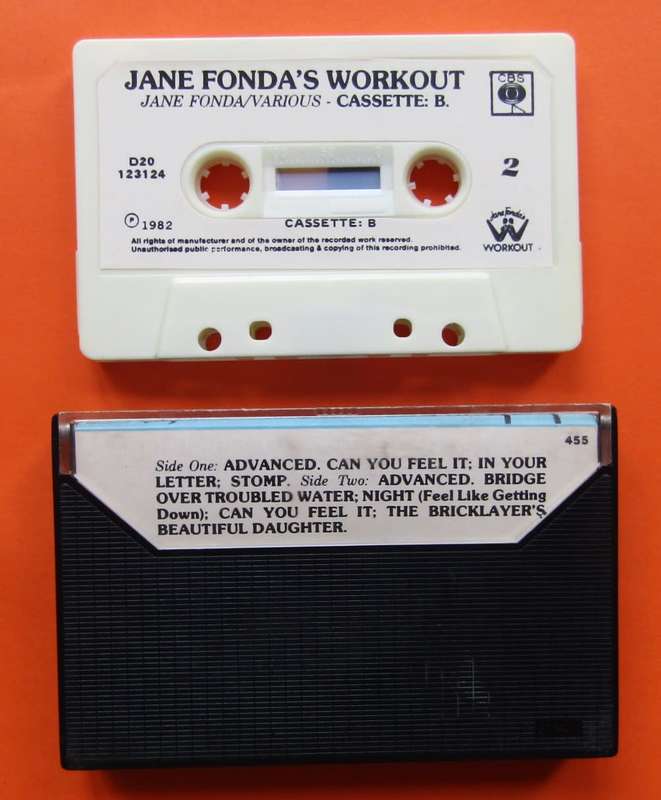 JANE FONDA'S WORKOUT
JANE FONDA/VARIOUS - CASSETTE: B.
CBS
D20
123124
2
Ⓟ 1982
CASSETTE: B
Jane Fonda's
WORKOUT
All rights of manufacturer and of the owner of the recorded work reserved.
Unauthorised public performance, broadcasting & copying of this recording prohibited.
455
Side One: ADVANCED. CAN YOU FEEL IT; IN YOUR
LETTER; STOMP. Side Two: ADVANCED. BRIDGE
OVER TROUBLED WATER; NIGHT (Feel Like Getting
Down); CAN YOU FEEL IT; THE BRICKLAYER'S
BEAUTIFUL DAUGHTER.